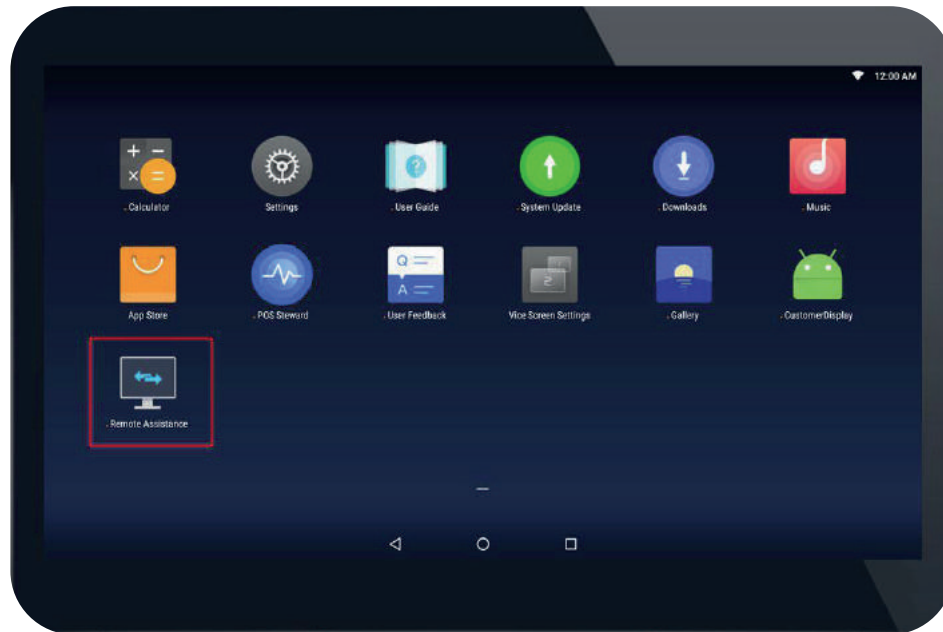 12:00 AM
Calculator
Settings
User Guide
System Update
Downloads
Music
App Store
POS Steward
Q
A
User Feedback
Vice Screen Settings
Gallery
CustomerDisplay
Remote Assistance